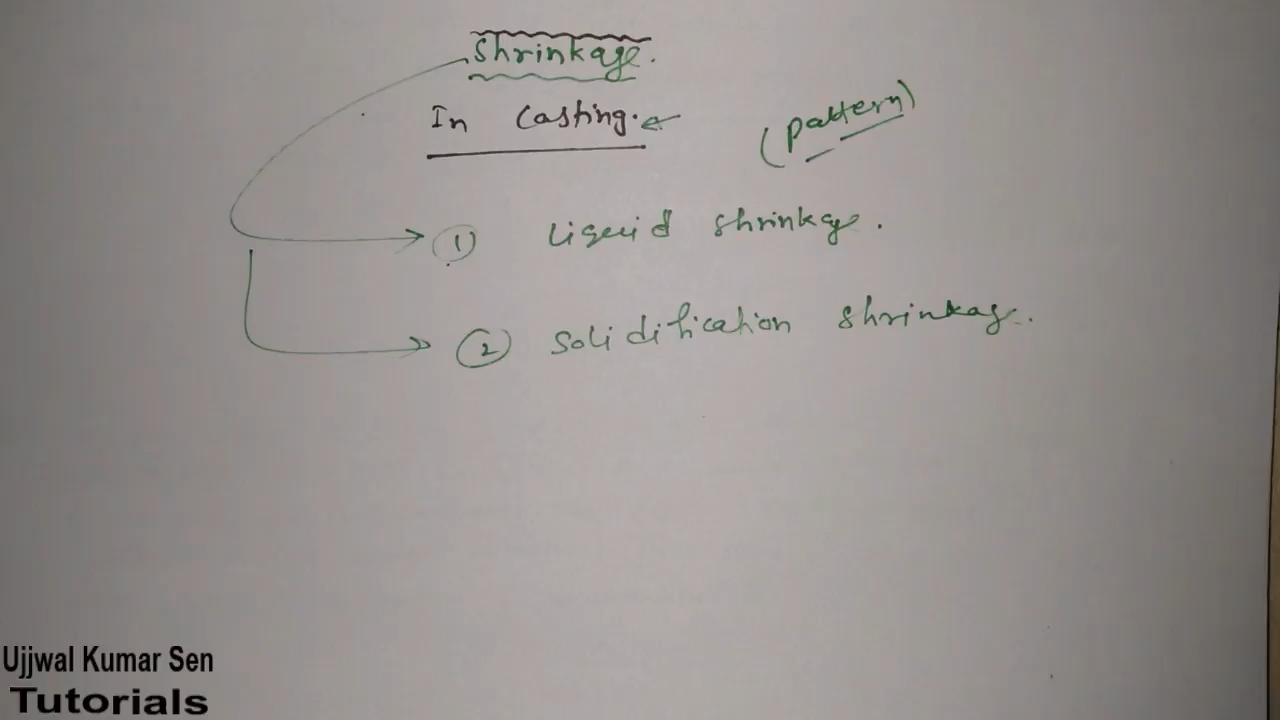 Shrinkage.
In Casting.
(pattern)
① Liquid shrinkage.
② Solidification shrinkage.
Ujjwal Kumar Sen
Tutorials